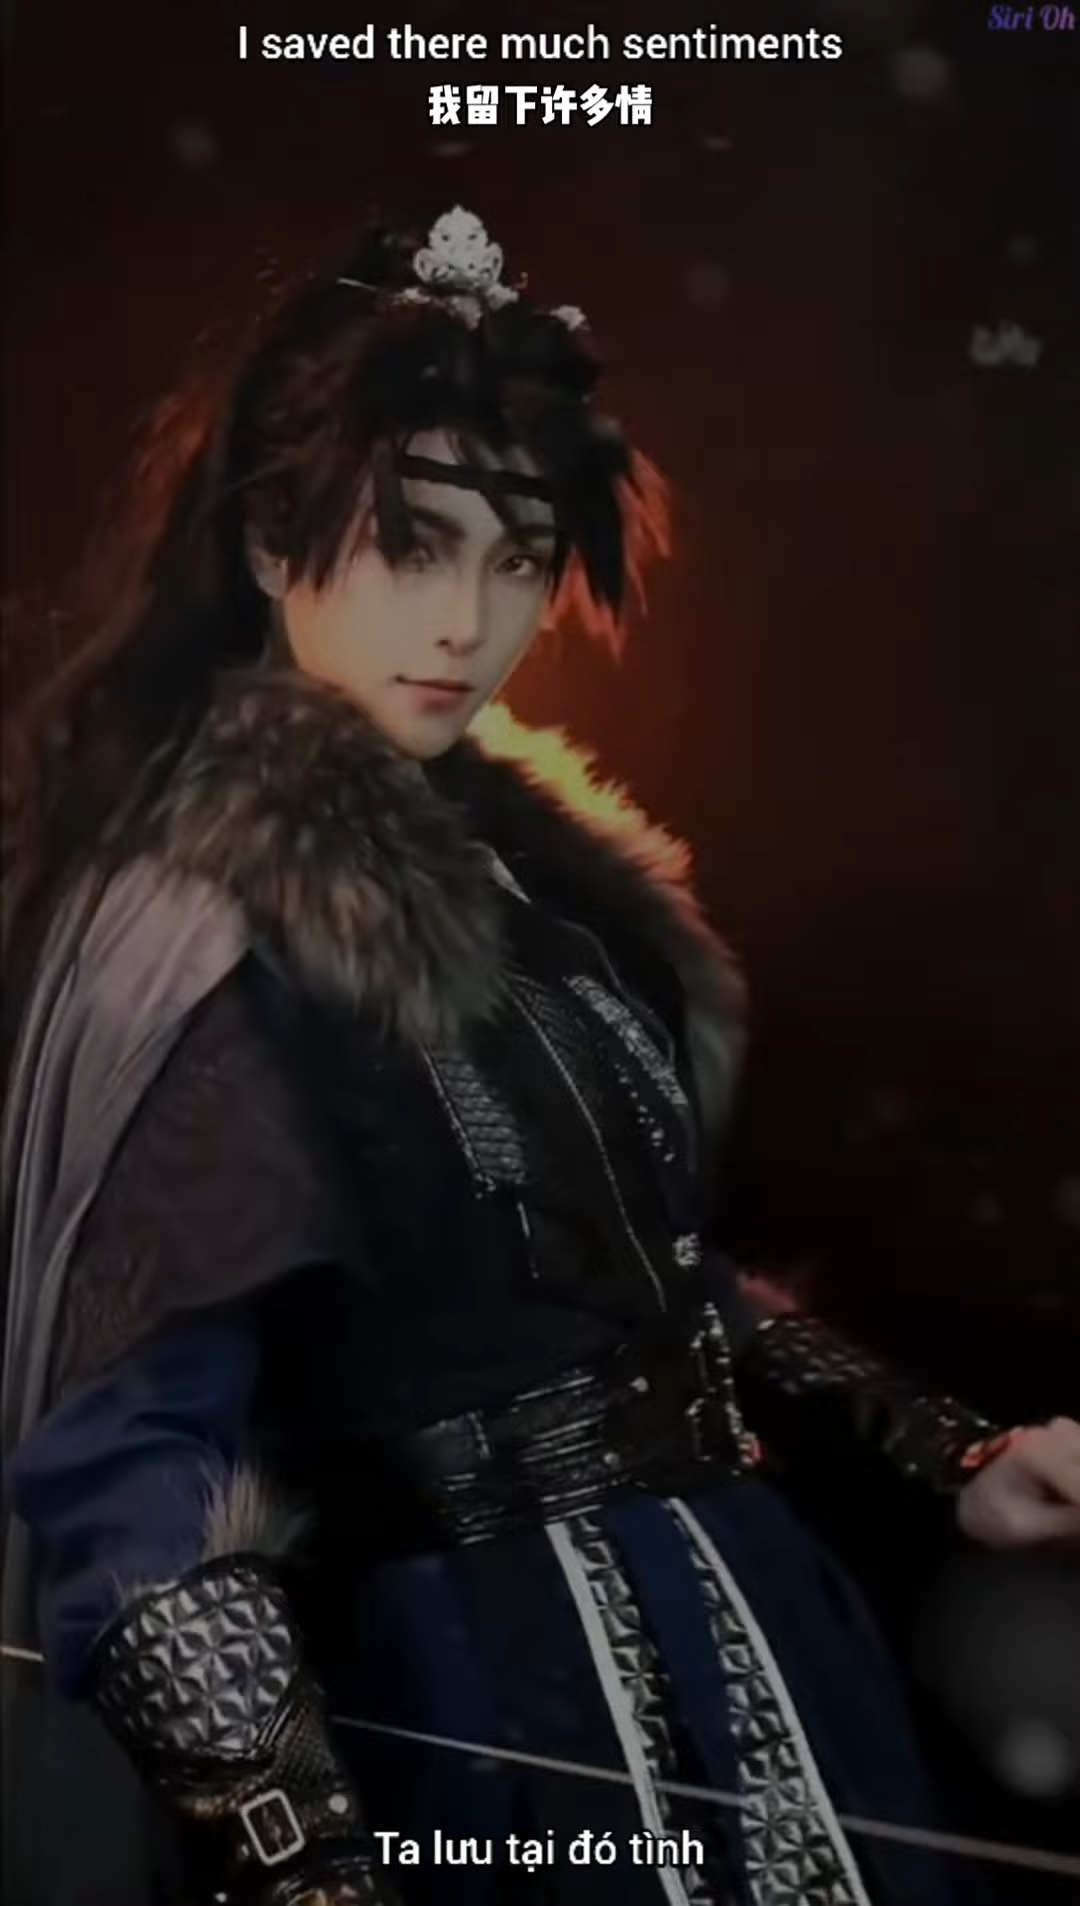 Siri Oh
I saved there much sentiments
我留下许多情
Ta lưu tại đó tình